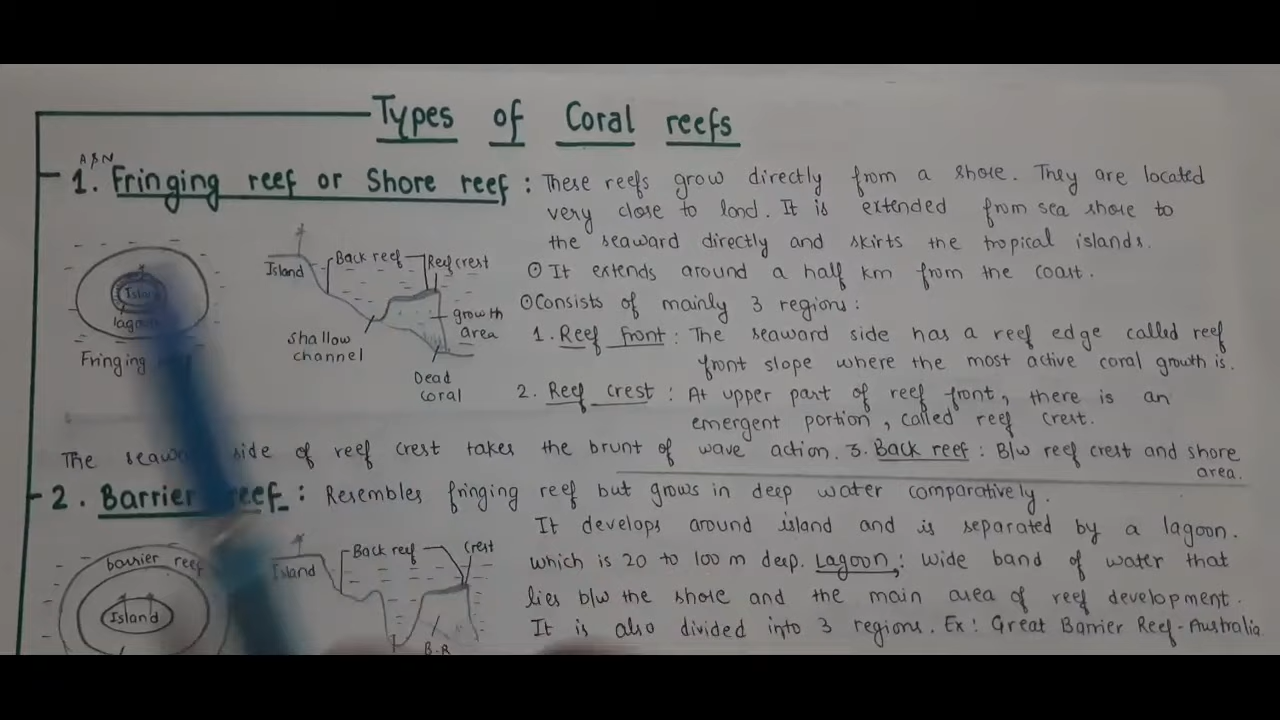 Types of Coral reefs
A & N
1. Fringing reef or Shore reef : These reefs grow directly from a shore. They are located
very close to land. It is extended from sea shore to
the seaward directly and skirts the tropical islands.
It extends around a half km from the coast.
Consists of mainly 3 regions:
1. Reef front : The seaward side has a reef edge called reef
front slope where the most active coral growth is.
2. Reef crest : At upper part of reef front, there is an
emergent portion, called reef crest.
lagoon
Fringing
Island
Back reef
Reef crest
shallow
channel
growth
area
Dead
coral
The side of reef crest takes the brunt of wave action. 3. Back reef : B/w reef crest and shore
area.
2. Barrier reef : Resembles fringing reef but grows in deep water comparatively.
It develops around island and is separated by a lagoon.
which is 20 to 100 m deep. Lagoon : wide band of water that
lies b/w the shore and the main area of reef development.
It is also divided into 3 regions. Ex: Great Barrier Reef - Australia
barrier reef
Island
Island
Back reef
Crest
B.R